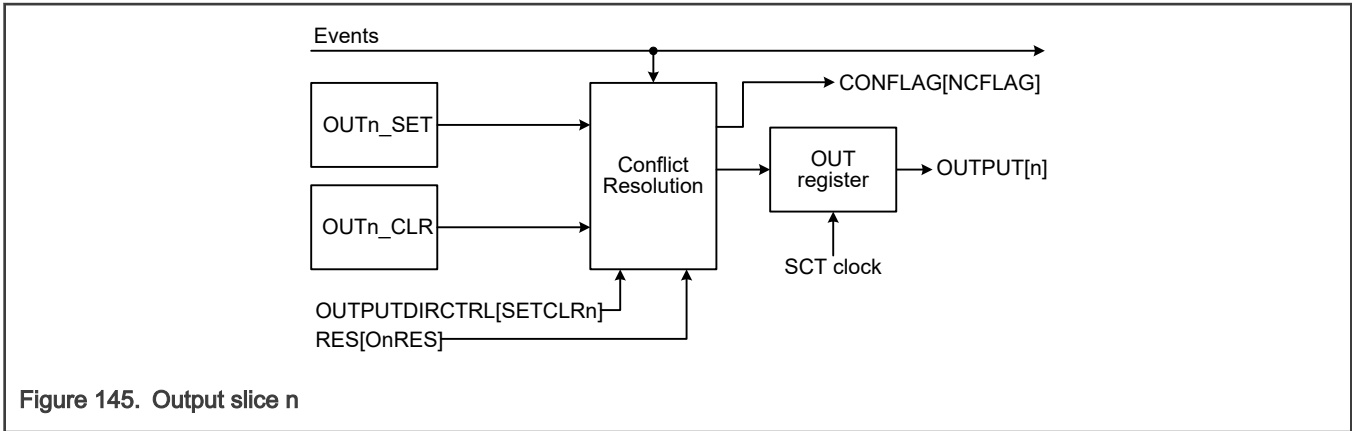 Events
OUTn_SET
OUTn_CLR
Conflict
Resolution
CONFLAG[NCFLAG]
OUT
register
OUTPUT[n]
SCT clock
OUTPUTDIRCTRL[SETCLRn]
RES[OnRES]
Figure 145. Output slice n